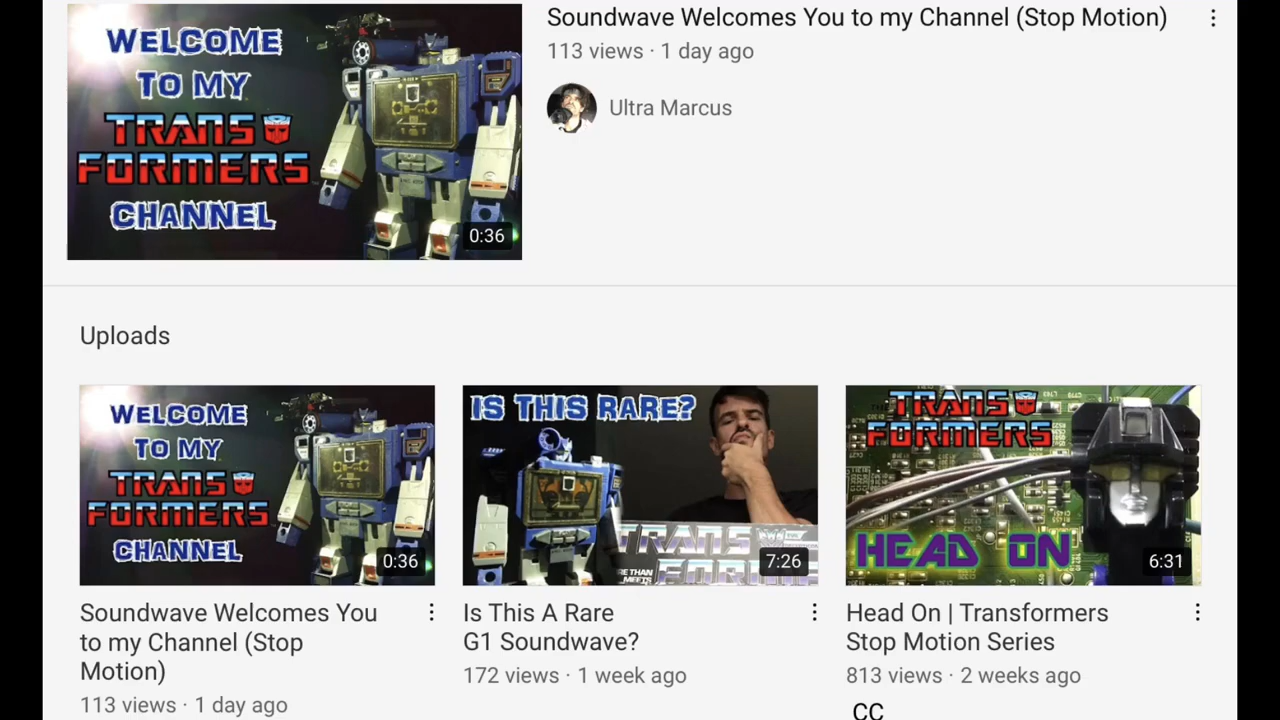 WELCOME
TO MY
TRANS
FORMERS
CHANNEL
0:36
Soundwave Welcomes You to my Channel (Stop Motion)
113 views · 1 day ago
Ultra Marcus
Uploads
WELCOME
TO MY
TRANS
FORMERS
CHANNEL
0:36
Soundwave Welcomes You
to my Channel (Stop
Motion)
113 views · 1 day ago
IS THIS RARE?
TRANS
FORM
7:26
Is This A Rare
G1 Soundwave?
172 views · 1 week ago
TRANS
FORMERS
HEAD ON
6:31
Head On | Transformers
Stop Motion Series
813 views · 2 weeks ago
CC